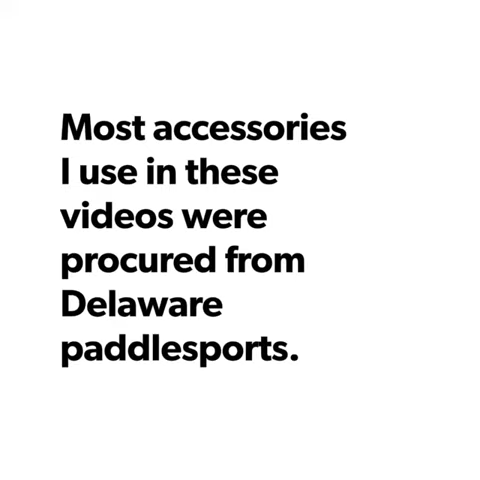 Most accessories
I use in these
videos were
procured from
Delaware
paddlesports.